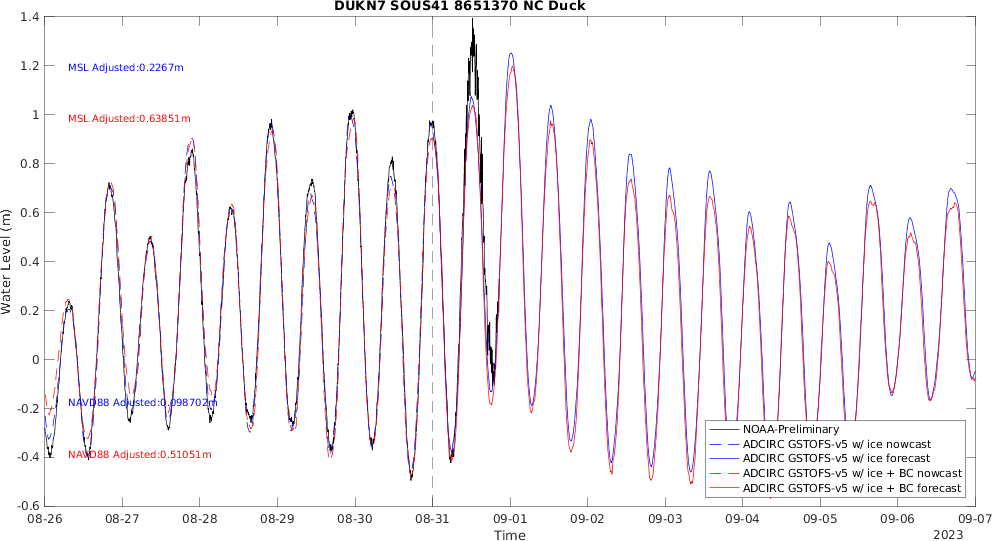 DUKN7 SOUS41 8651370 NC Duck
1.4
1.2
1
0.8
0.6
0.4
0.2
0
-0.2
-0.4
-0.6
Water Level (m)
MSL Adjusted:0.2267m
MSL Adjusted:0.63851m
NAVD88 Adjusted:0.098702m
NAVD88 Adjusted:0.51051m
NOAA-Preliminary
ADCIRC GSTOFS-v5 w/ ice nowcast
ADCIRC GSTOFS-v5 w/ ice forecast
ADCIRC GSTOFS-v5 w/ice + BC nowcast
ADCIRC GSTOFS-v5 w/ice + BC forecast
08-26 08-27 08-28 08-29 08-30 08-31 09-01 09-02 09-03 09-04 09-05 09-06 09-07
Time
2023